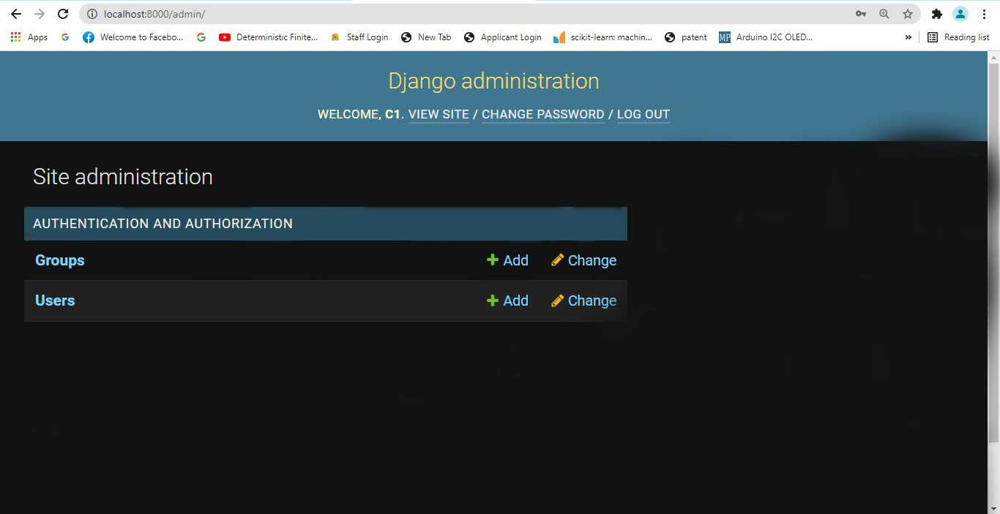 localhost:8000/admin/
Apps Welcome to Facebo... Deterministic Finite... Staff Login New Tab Applicant Login scikit-learn: machin... patent MP Arduino I2C OLED... » Reading list
Django administration
WELCOME, C1. VIEW SITE / CHANGE PASSWORD / LOG OUT
Site administration
AUTHENTICATION AND AUTHORIZATION
Groups Add Change
Users Add Change